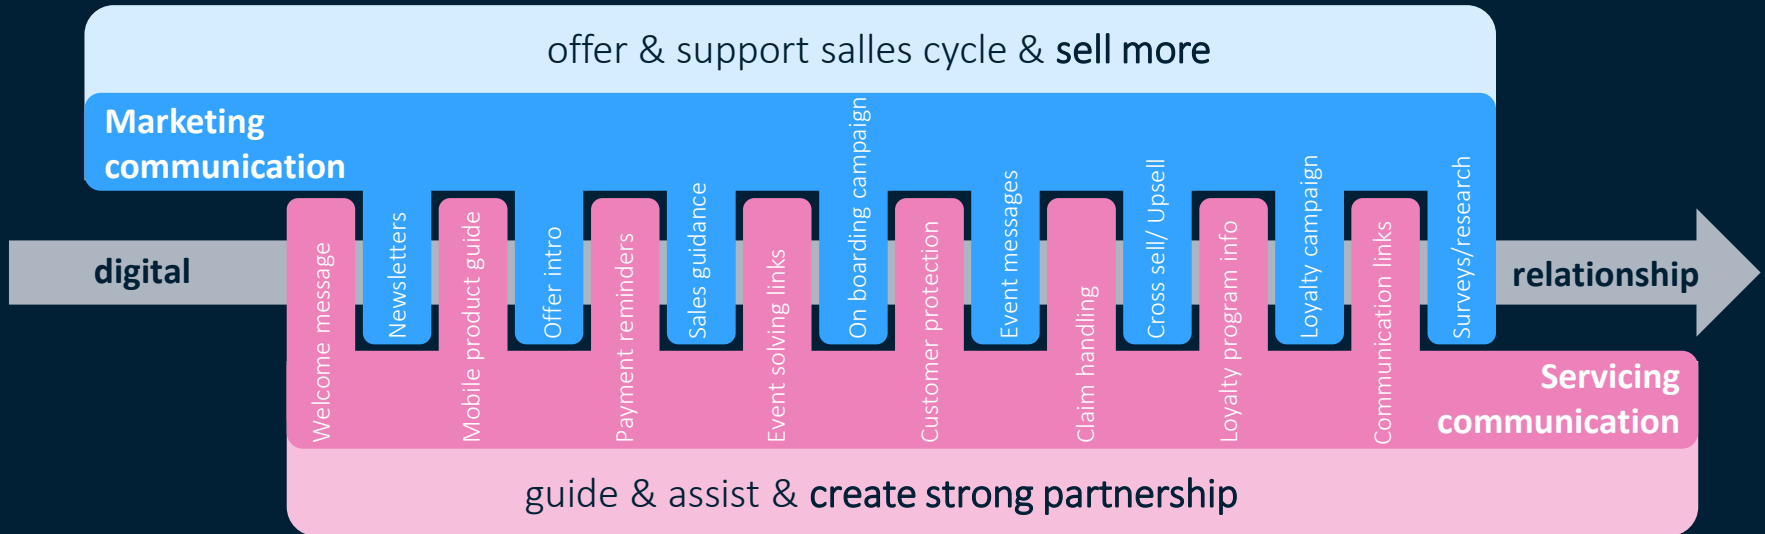 offer & support salles cycle & sell more
Marketing
communication
digital
Welcome message
Newsletters
Mobile product guide
Offer intro
Payment reminders
Sales guidance
Event solving links
On boarding campaign
Customer protection
Event messages
Claim handling
Cross sell/ Upsell
Loyalty program info
Loyalty campaign
Communication links
Surveys/research
relationship
Servicing
communication
guide & assist & create strong partnership